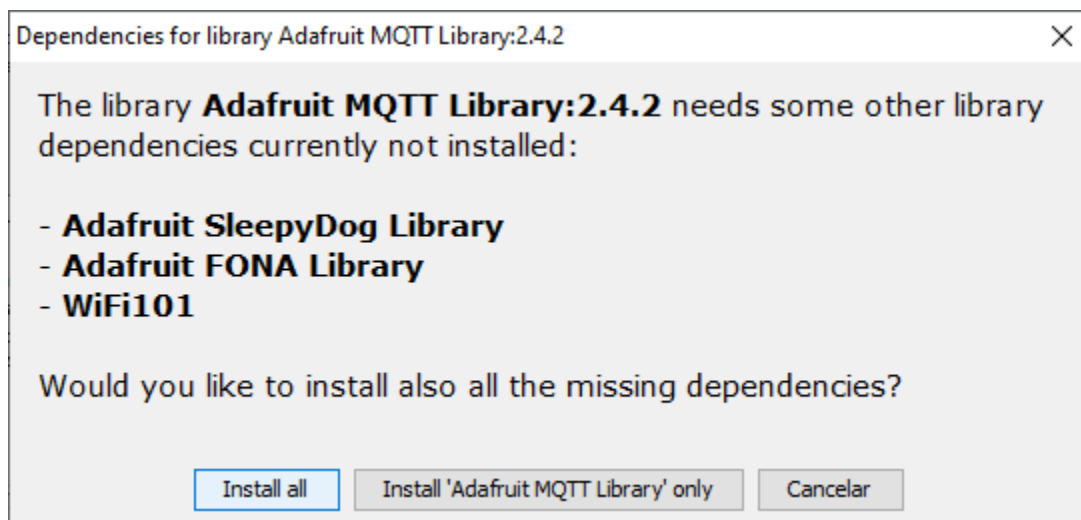 Dependencies for library Adafruit MQTT Library:2.4.2
The library Adafruit MQTT Library:2.4.2 needs some other library
dependencies currently not installed:
- Adafruit SleepyDog Library
- Adafruit FONA Library
- WiFi101
Would you like to install also all the missing dependencies?
Install all
Install 'Adafruit MQTT Library' only
Cancelar